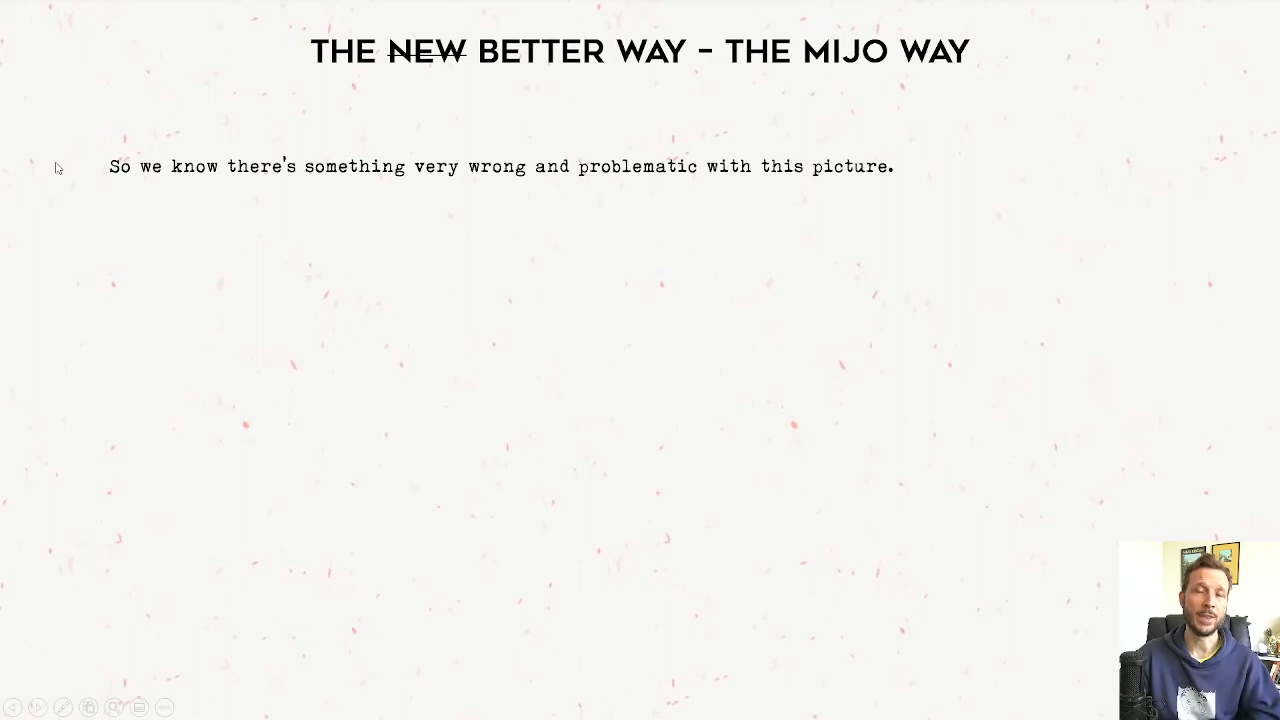 THE NEW BETTER WAY – THE MIJO WAY
So we know there's something very wrong and problematic with this picture.